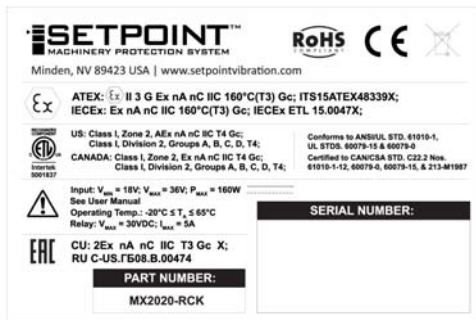 SETPOINT™
MACHINERY PROTECTION SYSTEM
RoHS
COMPLIANT
CE
Minden, NV 89423 USA | www.setpointvibration.com
Ex
ATEX: Ex II 3 G Ex nA nC IIC 160°C(T3) Gc; ITS15ATEX48339X;
IECEx: Ex nA nC IIC 160°C(T3) Gc; IECEx ETL 15.0047X;
RECOGNIZED
COMPONENT
ETL
Intertek
5001837
US: Class I, Zone 2, AEx nA nC IIC T4 Gc;
Class I, Division 2, Groups A, B, C, D, T4;
CANADA: Class I, Zone 2, Ex nA nC IIC T4 Gc;
Class I, Division 2, Groups A, B, C, D, T4;
Conforms to ANSI/UL STD. 61010-1,
UL STDS. 60079-15 & 60079-0
Certified to CAN/CSA STD. C22.2 Nos.
61010-1-12, 60079-0, 60079-15, & 213-M1987
Input: VMIN = 18V; VMAX = 36V; PMAX = 160W
See User Manual
Operating Temp.: -20°C ≤ Ta ≤ 65°C
Relay: VMAX = 30VDC; IMAX = 5A
SERIAL NUMBER:
EAC
CU: 2Ex nA nC IIC T3 Gc X;
RU C-US.ГБ08.В.00474
PART NUMBER:
MX2020-RCK